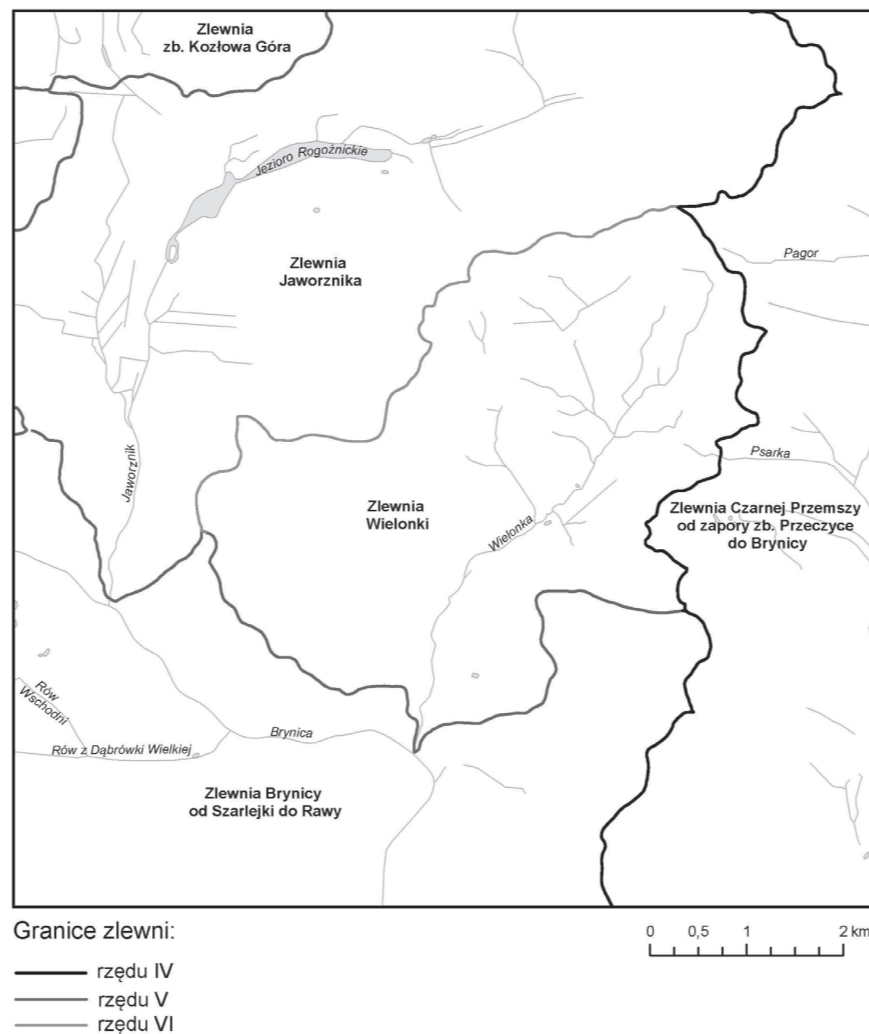 Zlewnia
zb. Kozłowa Góra
Jezioro Rogoźnickie
Pagor
Zlewnia
Jaworznika
Jaworznik
Psarka
Zlewnia
Wielonki
Zlewnia Czarnej Przemszy
od zapory zb. Przeczyce
do Brynicy
Wielonka
Rów
Wschodni
Brynica
Rów z Dąbrówki Wielkiej
Zlewnia Brynicy
od Szarlejki do Rawy
Granice zlewni:
0 0,5 1 2 km
rzędu IV
rzędu V
rzędu VI